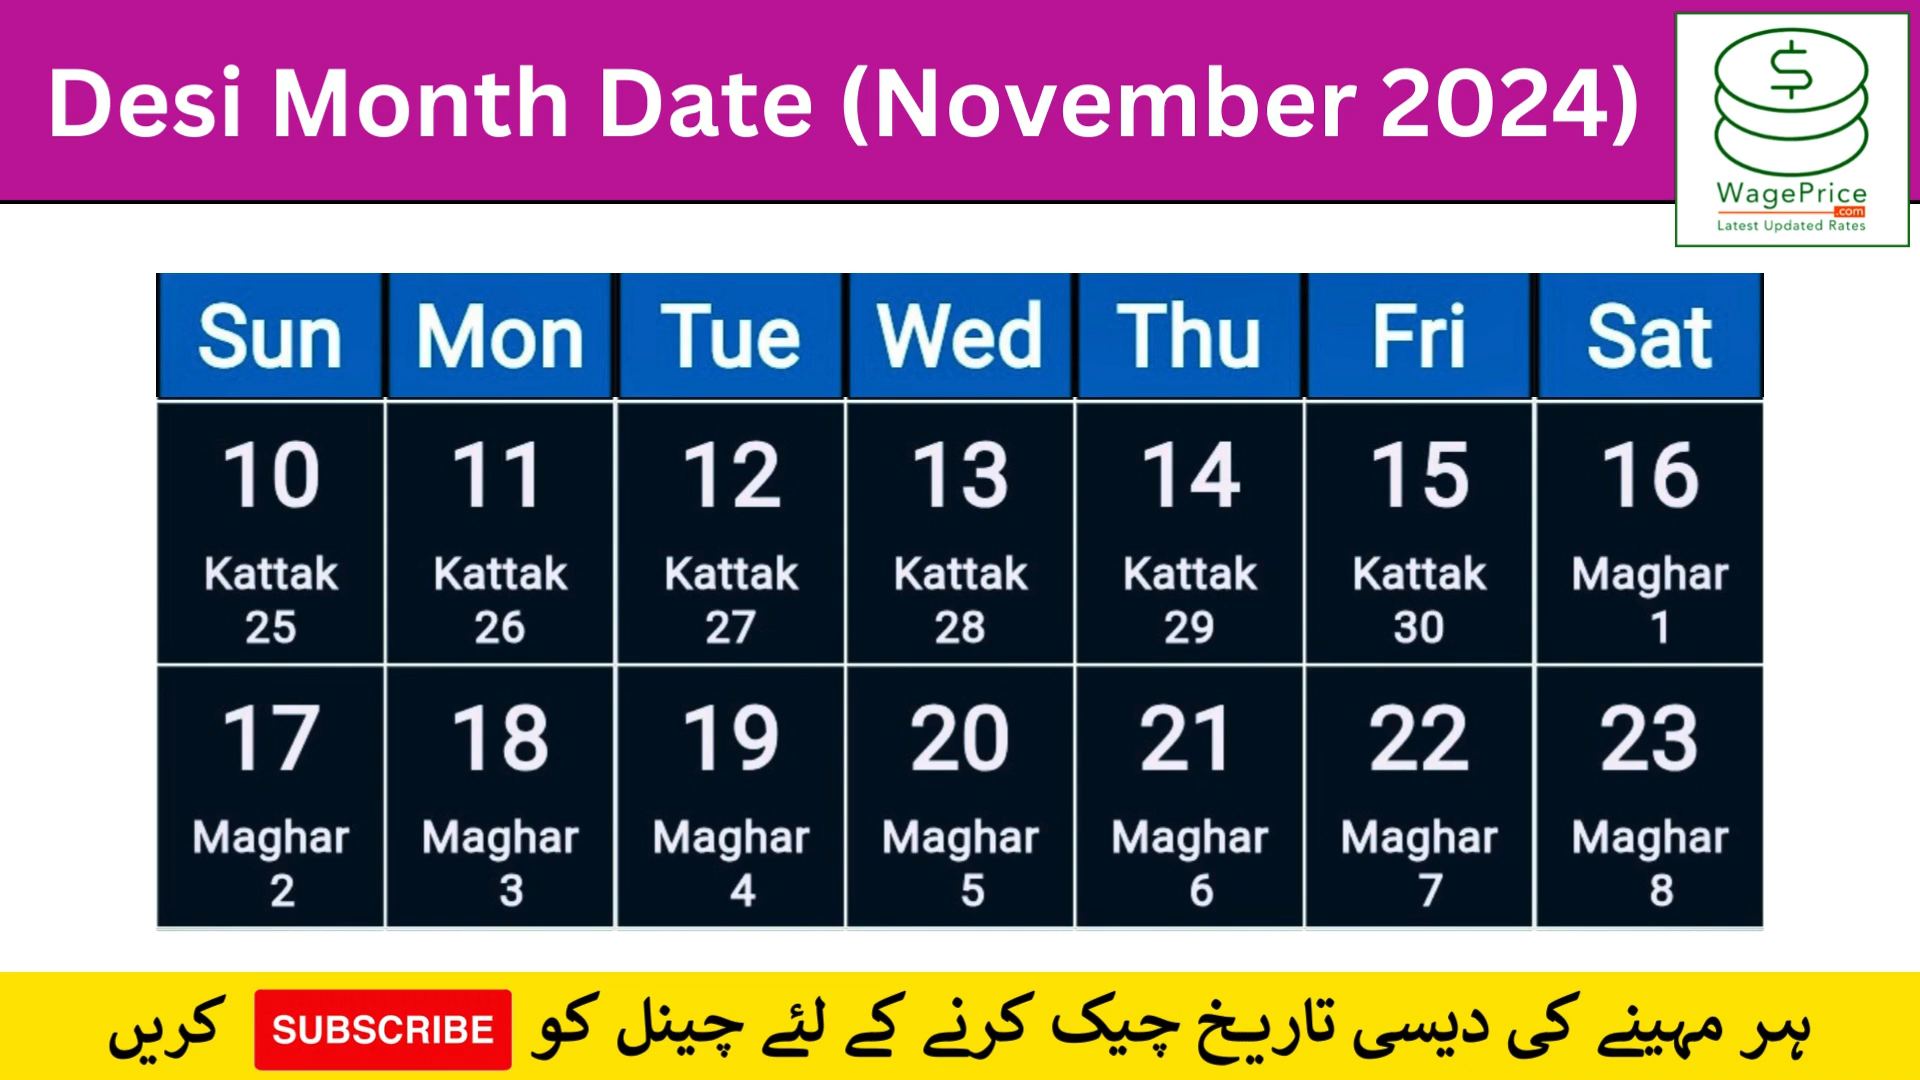 Desi Month Date (November 2024)
$
WagePrice
.com
Latest Updated Rates
Sun Mon Tue Wed Thu Fri Sat
10 11 12 13 14 15 16
Kattak Kattak Kattak Kattak Kattak Kattak Maghar
25 26 27 28 29 30 1
17 18 19 20 21 22 23
Maghar Maghar Maghar Maghar Maghar Maghar Maghar
2 3 4 5 6 7 8
ہر مہینے کی دیسی تاریخ چیک کرنے کے لئے چینل کو SUBSCRIBE کریں